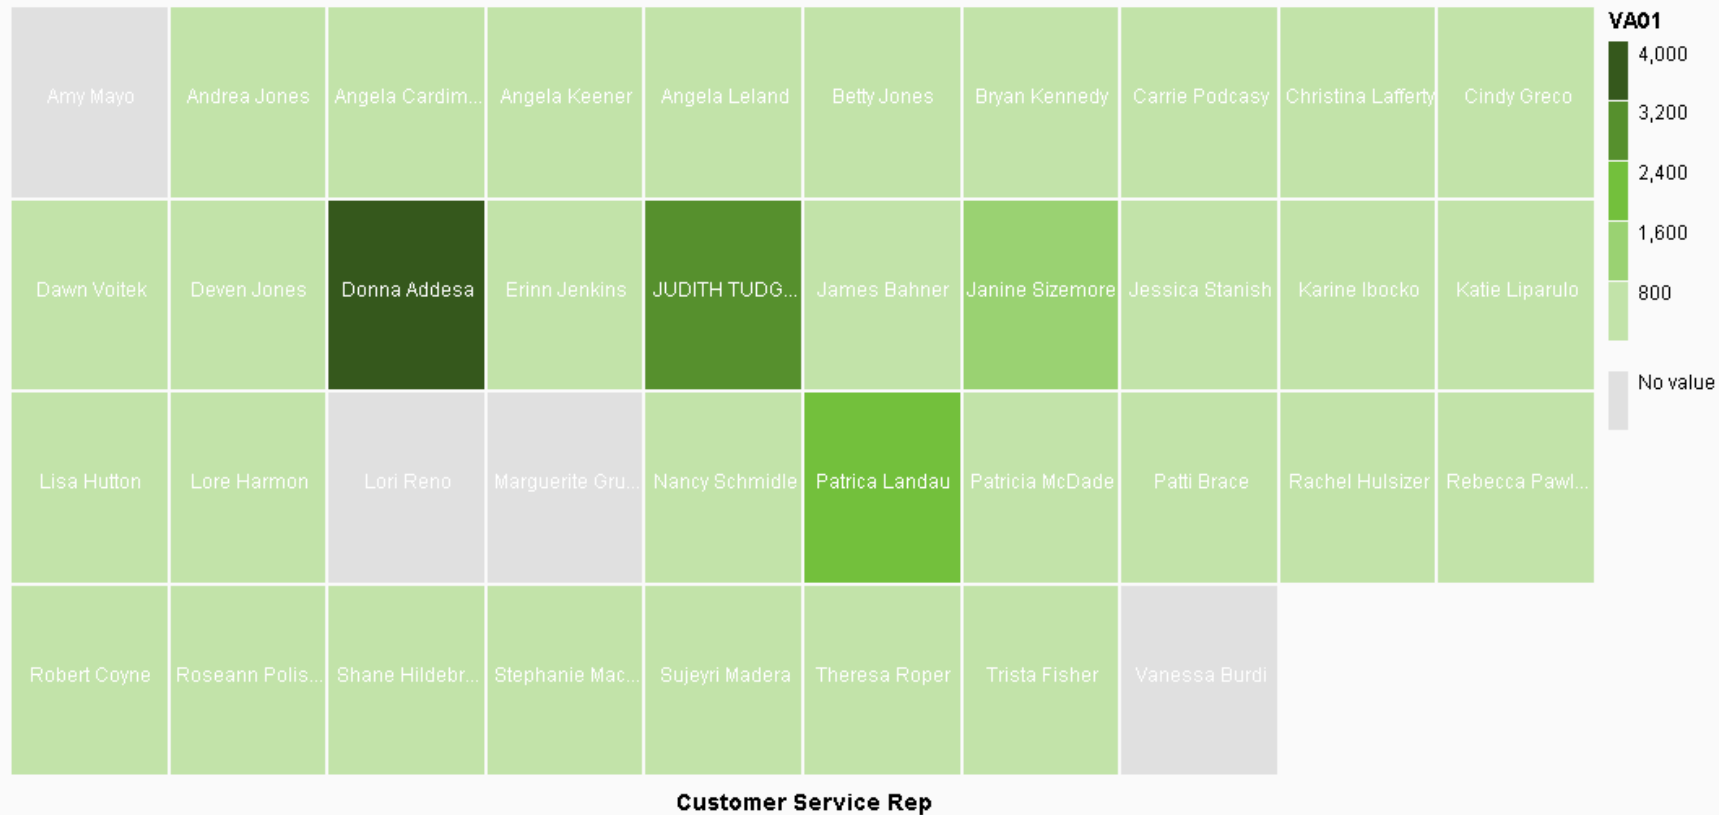 Amy Mayo
Andrea Jones
Angela Cardim...
Angela Keener
Angela Leland
Betty Jones
Bryan Kennedy
Carrie Podcasy
Christina Lafferty
Cindy Greco
Dawn Voitek
Deven Jones
Donna Addesa
Erinn Jenkins
JUDITH TUDG...
James Bahner
Janine Sizemore
Jessica Stanish
Karine Ibocko
Katie Liparulo
Lisa Hutton
Lore Harmon
Lori Reno
Marguerite Gru...
Nancy Schmidle
Patrica Landau
Patricia McDade
Patti Brace
Rachel Hulsizer
Rebecca Pawl...
Robert Coyne
Roseann Polis...
Shane Hildebr...
Stephanie Mac...
Sujeyri Madera
Theresa Roper
Trista Fisher
Vanessa Burdi
Customer Service Rep
VA01
4,000
3,200
2,400
1,600
800
No value